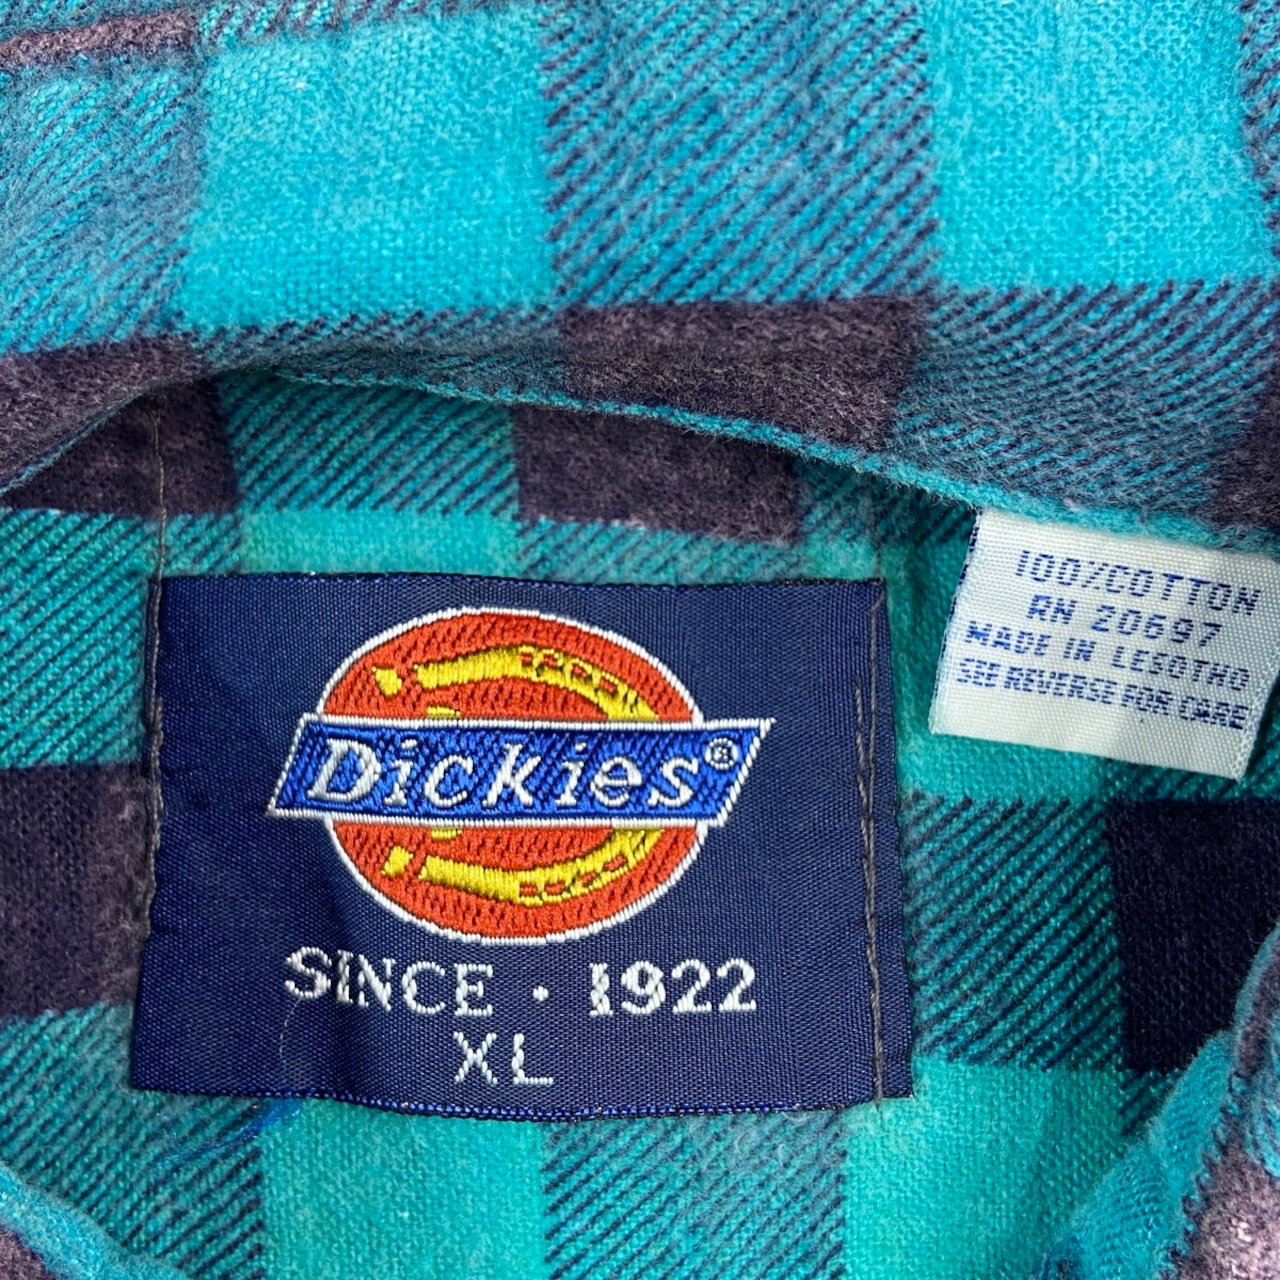 100%COTTON
RN 20697
MADE IN LESOTHO
SEE REVERSE FOR CARE
Dickies®
SINCE · 1922
XL